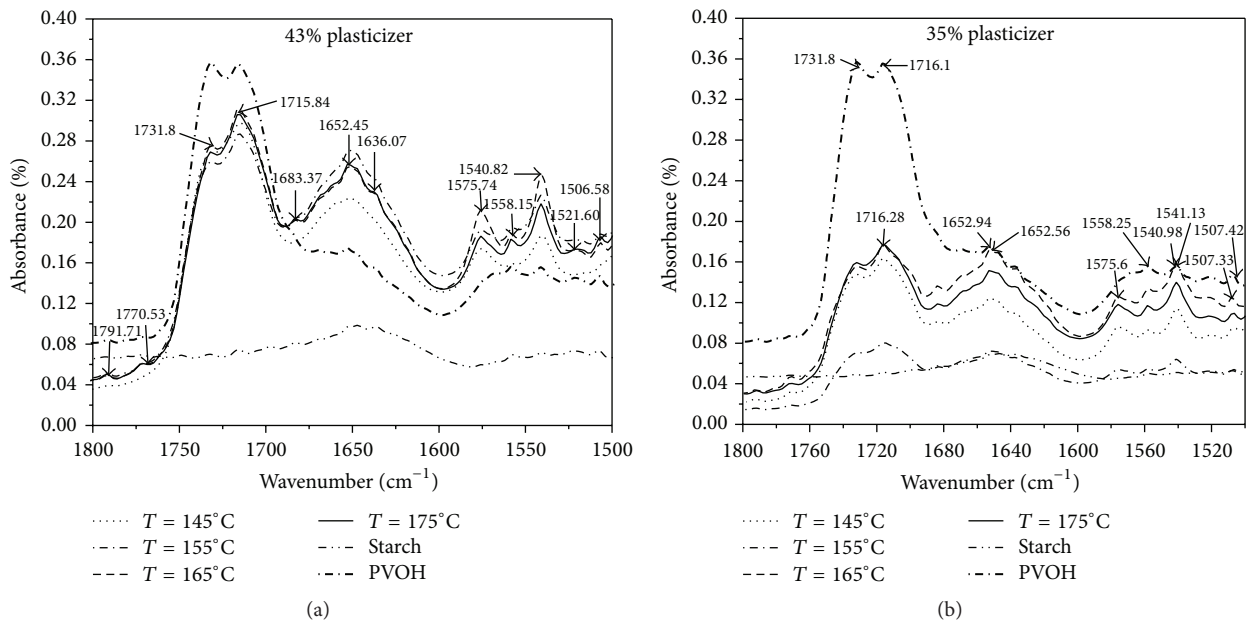 43% plasticizer
0.40
0.36
0.32
0.28
0.24
0.20
0.16
0.12
0.08
0.04
0.00
Absorbance (%)
1731.8
1715.84
1652.45
1636.07
1683.37
1540.82
1575.74
1506.58
1558.15
1521.60
1770.53
1791.71
1800 1750 1700 1650 1600 1550 1500
Wavenumber (cm−1)
T = 145°C
T = 155°C
T = 165°C
T = 175°C
Starch
PVOH
(a)
35% plasticizer
0.40
0.36
0.32
0.28
0.24
0.20
0.16
0.12
0.08
0.04
0.00
Absorbance (%)
1731.8
1716.1
1716.28
1652.94
1652.56
1558.25
1541.13
1540.98
1507.42
1575.6
1507.33
1800 1760 1720 1680 1640 1600 1560 1520
Wavenumber (cm−1)
T = 145°C
T = 155°C
T = 165°C
T = 175°C
Starch
PVOH
(b)